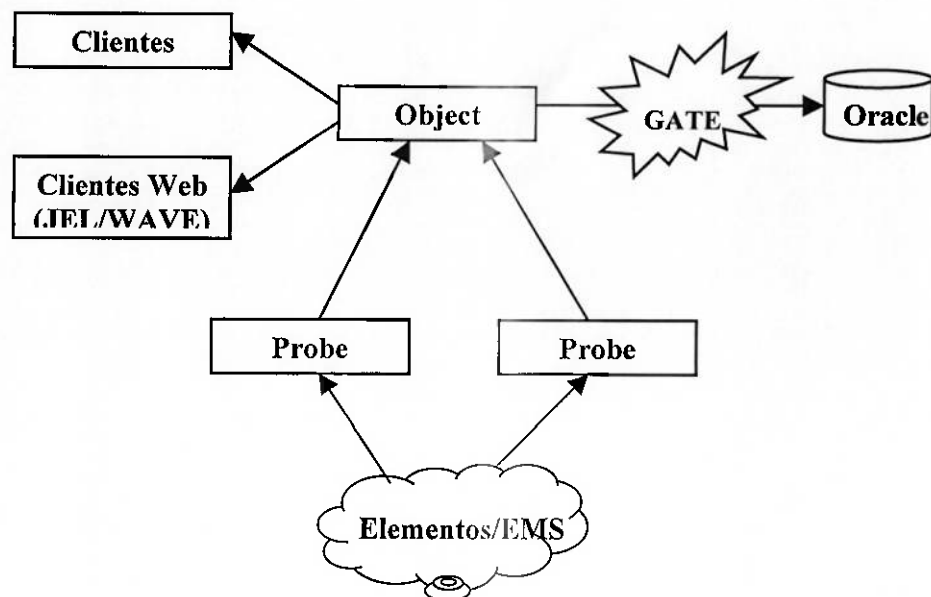 Clientes
Object
GATE
Oracle
Clientes Web
(JEL/WAVE)
Probe
Probe
Elementos/EMS